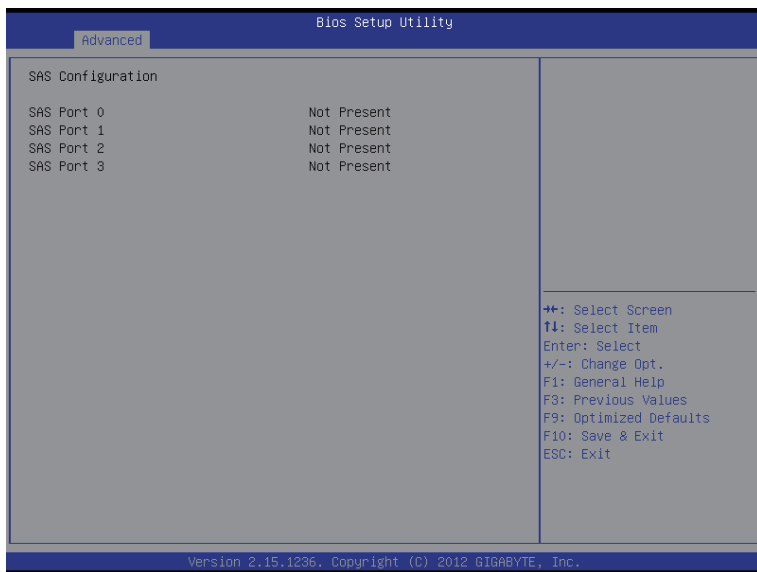 Bios Setup Utility
Advanced
SAS Configuration
SAS Port 0 Not Present
SAS Port 1 Not Present
SAS Port 2 Not Present
SAS Port 3 Not Present
→←: Select Screen
↑↓: Select Item
Enter: Select
+/-: Change Opt.
F1: General Help
F3: Previous Values
F9: Optimized Defaults
F10: Save & Exit
ESC: Exit
Version 2.15.1236. Copyright (C) 2012 GIGABYTE, Inc.